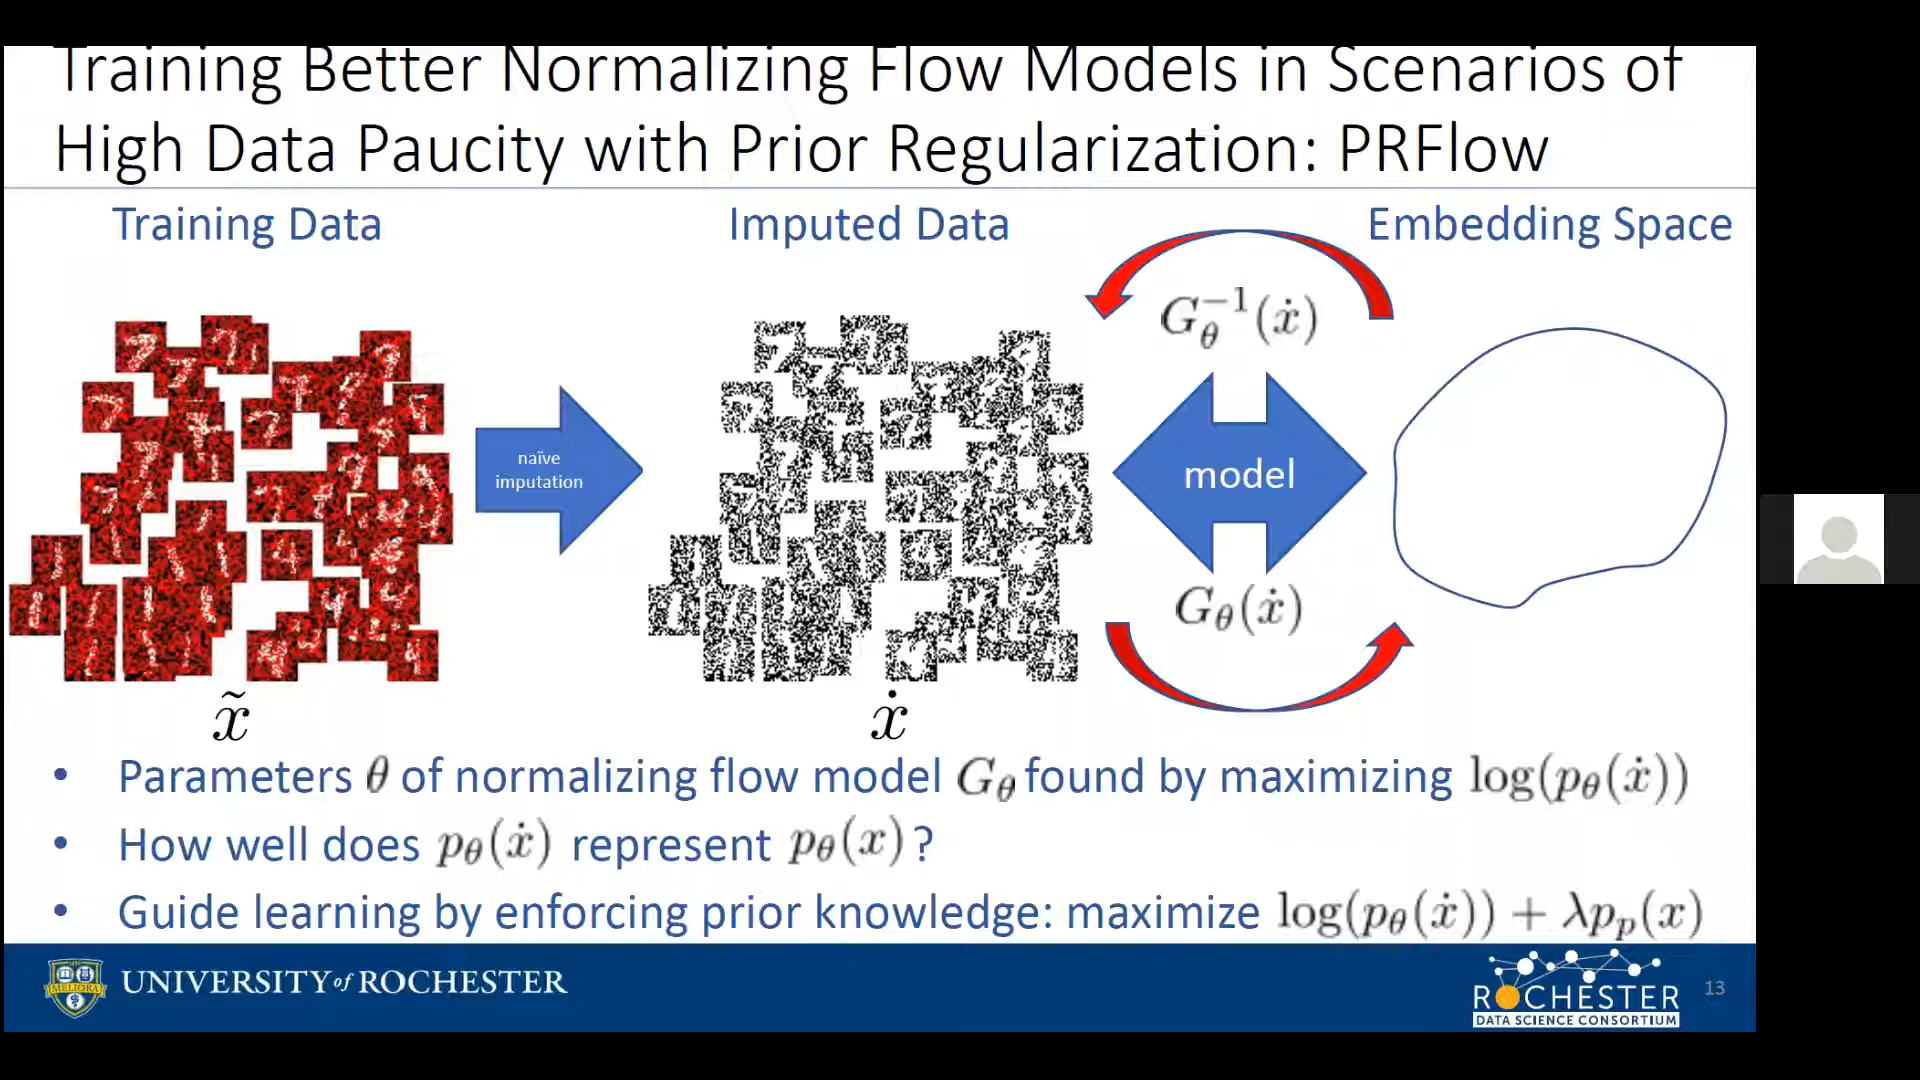 Training Better Normalizing Flow Models in Scenarios of
High Data Paucity with Prior Regularization: PRFlow
Training Data
Imputed Data
Embedding Space
G_θ^{-1}(ẋ)
naïve
imputation
model
G_θ(ẋ)
x̃
ẋ
• Parameters θ of normalizing flow model G_θ found by maximizing log(p_θ(ẋ))
• How well does p_θ(ẋ) represent p_θ(x)?
• Guide learning by enforcing prior knowledge: maximize log(p_θ(ẋ)) + λp_p(x)
MELIORA
UNIVERSITY of ROCHESTER
ROCHESTER
DATA SCIENCE CONSORTIUM
13